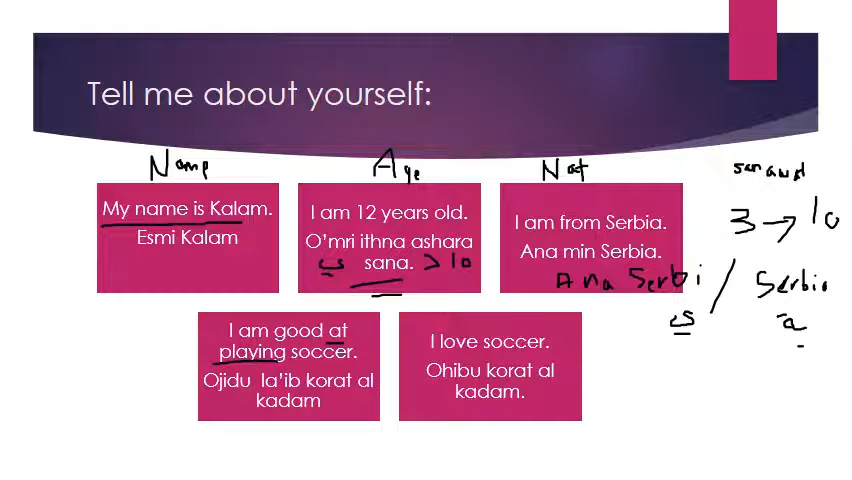 Tell me about yourself:
Name
Age
Nat
sanawat
My name is Kalam.
Esmi Kalam
I am 12 years old.
O'mri ithna ashara
sana. > 10
ي
I am from Serbia.
Ana min Serbia.
3 → 10
Ana Serbi / Serbia
ي
a
I am good at
playing soccer.
Ojidu la'ib korat al
kadam
I love soccer.
Ohibu korat al
kadam.